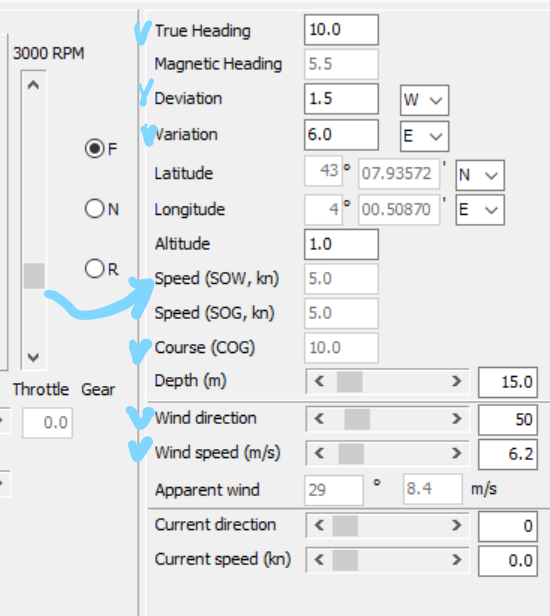 3000 RPM
F
N
R
Throttle Gear
0.0
True Heading 10.0
Magnetic Heading 5.5
Deviation 1.5 W
Variation 6.0 E
Latitude 43 ° 07.93572 ' N
Longitude 4 ° 00.50870 ' E
Altitude 1.0
Speed (SOW, kn) 5.0
Speed (SOG, kn) 5.0
Course (COG) 10.0
Depth (m) 15.0
Wind direction 50
Wind speed (m/s) 6.2
Apparent wind 29 ° 8.4 m/s
Current direction 0
Current speed (kn) 0.0